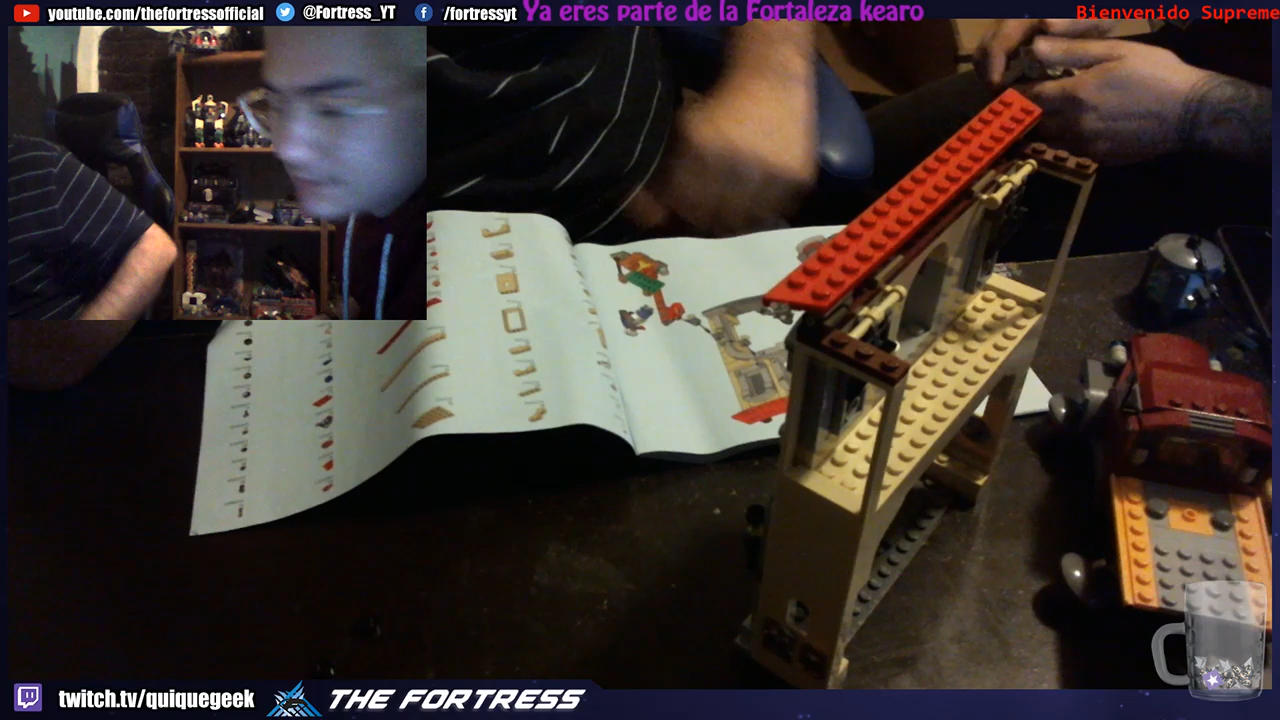 youtube.com/thefortressofficial @Fortress_YT /fortressyt Ya eres parte de la Fortaleza kearo Bienvenido Supreme
twitch.tv/quiquegeek THE FORTRESS